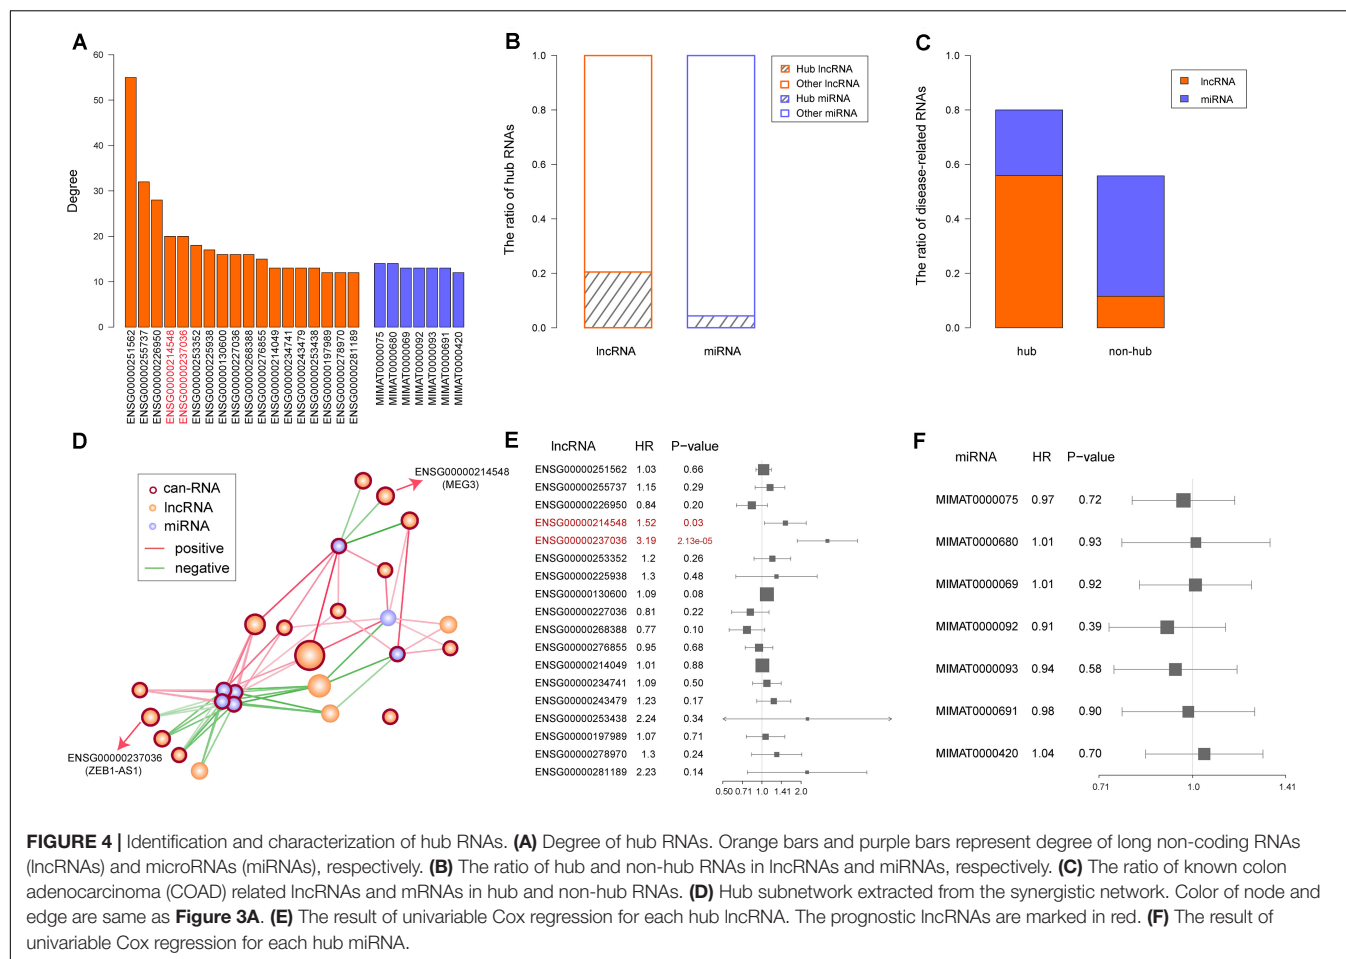 A
60
50
40
30
20
10
0
Degree
ENSG00000251562
ENSG00000255737
ENSG00000226950
ENSG00000214548
ENSG00000237036
ENSG00000253352
ENSG00000225938
ENSG00000130600
ENSG00000227036
ENSG00000268388
ENSG00000276855
ENSG00000214049
ENSG00000234741
ENSG00000243479
ENSG00000253438
ENSG00000197989
ENSG00000278970
ENSG00000281189
MIMAT0000075
MIMAT0000680
MIMAT0000069
MIMAT0000092
MIMAT0000093
MIMAT0000691
MIMAT0000420
B
1.0
0.8
0.6
0.4
0.2
0.0
The ratio of hub RNAs
lncRNA
miRNA
Hub lncRNA
Other lncRNA
Hub miRNA
Other miRNA
C
1.0
0.8
0.6
0.4
0.2
0.0
The ratio of disease-related RNAs
hub
non-hub
lncRNA
miRNA
D
can-RNA
lncRNA
miRNA
positive
negative
ENSG00000214548
(MEG3)
ENSG00000237036
(ZEB1-AS1)
E
lncRNA HR P-value
ENSG00000251562 1.03 0.66
ENSG00000255737 1.15 0.29
ENSG00000226950 0.84 0.20
ENSG00000214548 1.52 0.03
ENSG00000237036 3.19 2.13e-05
ENSG00000253352 1.2 0.26
ENSG00000225938 1.3 0.48
ENSG00000130600 1.09 0.08
ENSG00000227036 0.81 0.22
ENSG00000268388 0.77 0.10
ENSG00000276855 0.95 0.68
ENSG00000214049 1.01 0.88
ENSG00000234741 1.09 0.50
ENSG00000243479 1.23 0.17
ENSG00000253438 2.24 0.34
ENSG00000197989 1.07 0.71
ENSG00000278970 1.3 0.24
ENSG00000281189 2.23 0.14
0.50 0.71 1.0 1.41 2.0
F
miRNA HR P-value
MIMAT0000075 0.97 0.72
MIMAT0000680 1.01 0.93
MIMAT0000069 1.01 0.92
MIMAT0000092 0.91 0.39
MIMAT0000093 0.94 0.58
MIMAT0000691 0.98 0.90
MIMAT0000420 1.04 0.70
0.71 1.0 1.41
FIGURE 4 | Identification and characterization of hub RNAs. (A) Degree of hub RNAs. Orange bars and purple bars represent degree of long non-coding RNAs
(lncRNAs) and microRNAs (miRNAs), respectively. (B) The ratio of hub and non-hub RNAs in lncRNAs and miRNAs, respectively. (C) The ratio of known colon
adenocarcinoma (COAD) related lncRNAs and mRNAs in hub and non-hub RNAs. (D) Hub subnetwork extracted from the synergistic network. Color of node and
edge are same as Figure 3A. (E) The result of univariable Cox regression for each hub lncRNA. The prognostic lncRNAs are marked in red. (F) The result of
univariable Cox regression for each hub miRNA.